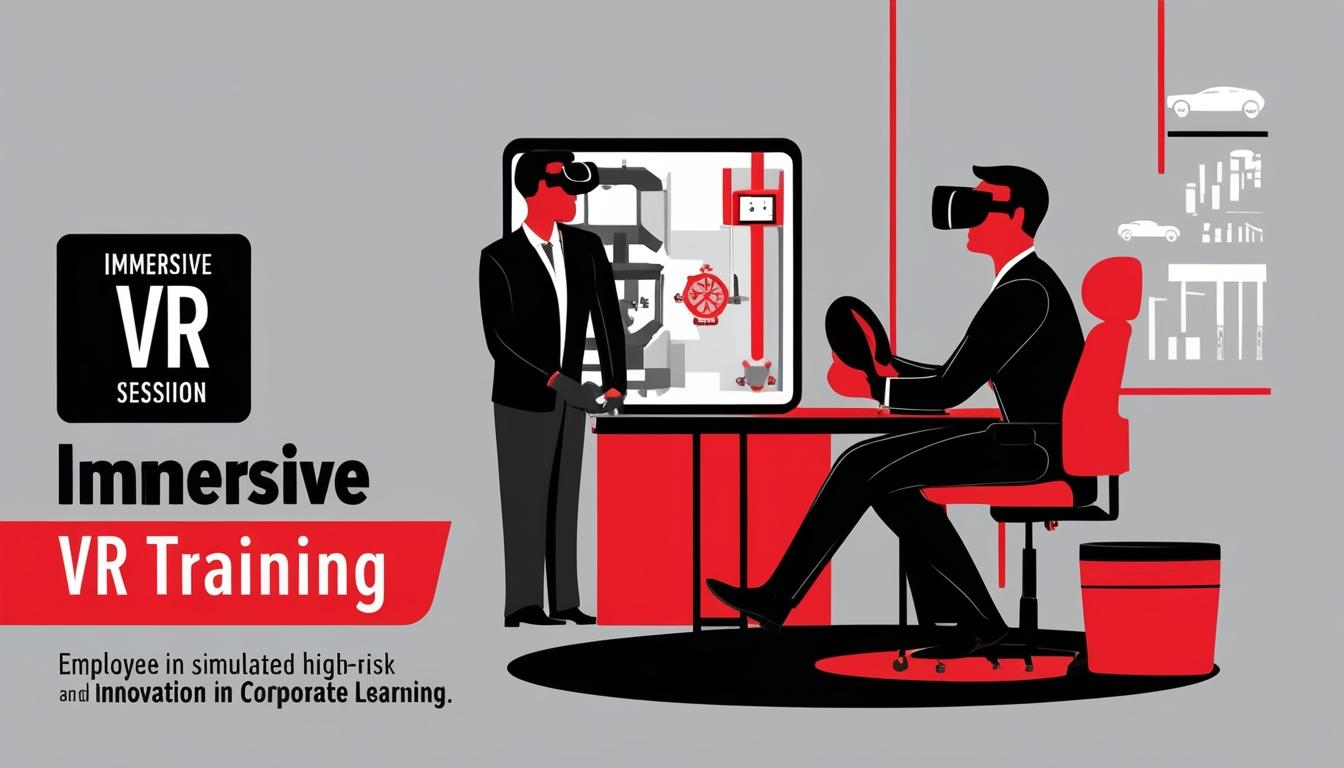 IMMERSIVE
VR
SESSIION
Imnersive
VR Training
Employee in simulated high-risk
and Innovation in Corporate Learning.